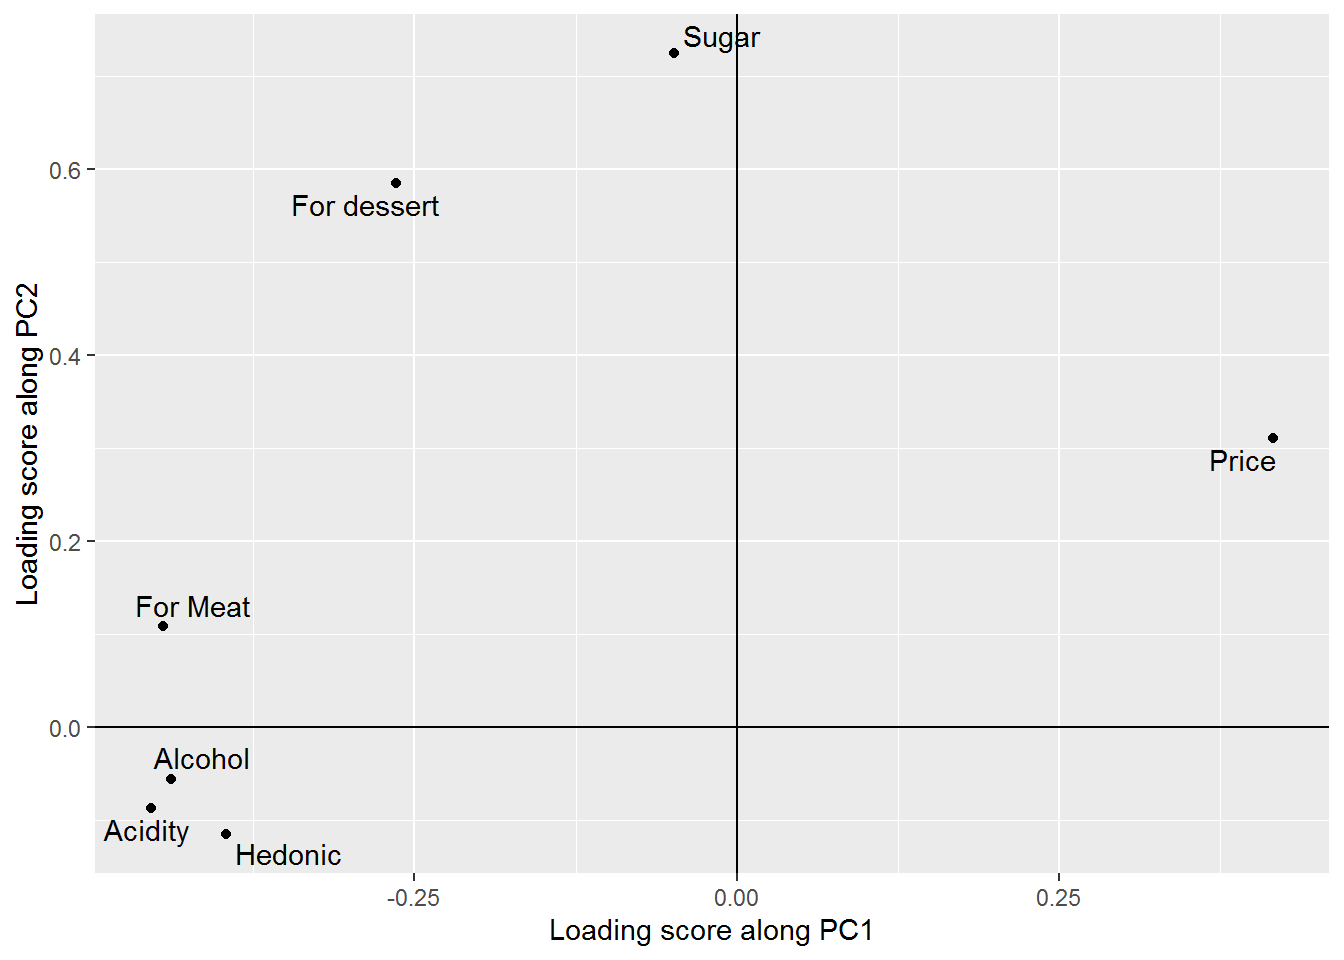 Sugar
0.6
For dessert
Loading score along PC2
0.4
Price
0.2
For Meat
0.0
Alcohol
Acidity
Hedonic
-0.25 0.00 0.25
Loading score along PC1